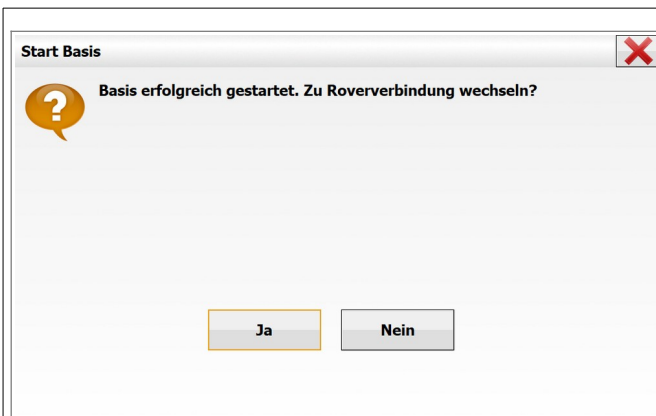 Start Basis
Basis erfolgreich gestartet. Zu Roververbindung wechseln?
Ja
Nein